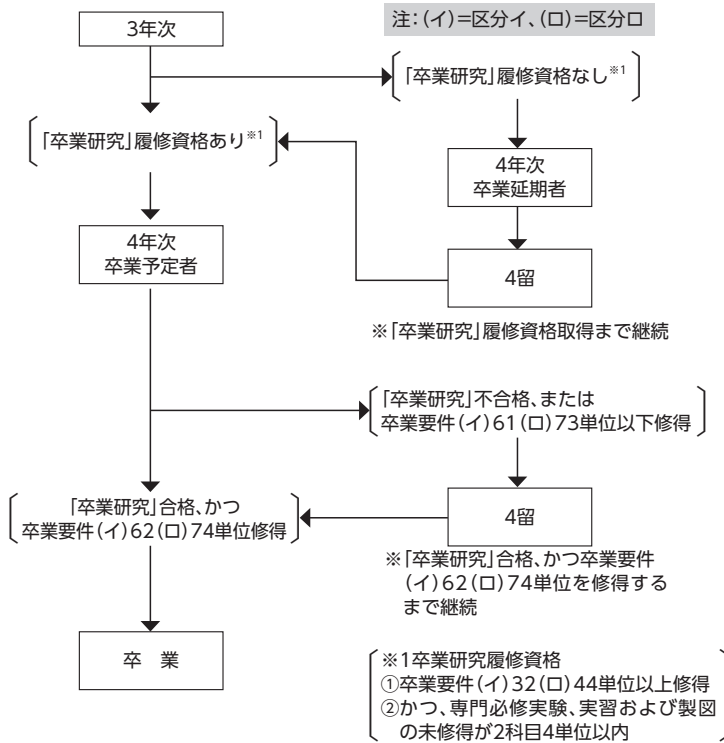 3年次
注：(イ)=区分イ、(ロ)=区分ロ
「卒業研究」履修資格なし※1
「卒業研究」履修資格あり※1
4年次
卒業延期者
4年次
卒業予定者
4留
※「卒業研究」履修資格取得まで継続
「卒業研究」不合格、または
卒業要件(イ)61(ロ)73単位以下修得
「卒業研究」合格、かつ
卒業要件(イ)62(ロ)74単位修得
4留
※「卒業研究」合格、かつ卒業要件
(イ)62(ロ)74単位を修得する
まで継続
卒 業
※1卒業研究履修資格
①卒業要件(イ)32(ロ)44単位以上修得
②かつ、専門必修実験、実習および製図
の未修得が2科目4単位以内